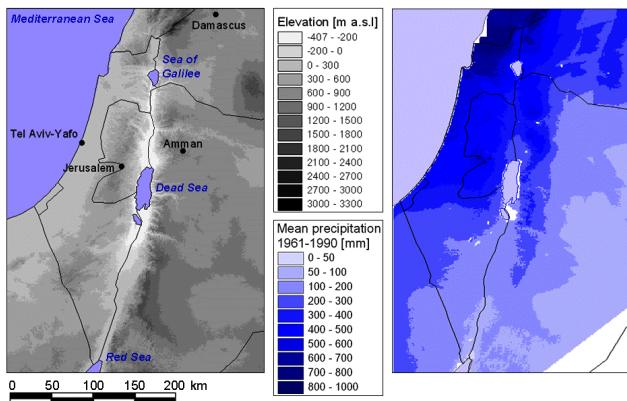 Mediterranean Sea
Damascus
Sea of
Galilee
Tel Aviv-Yafo
Amman
Jerusalem
Dead Sea
Red Sea
0 50 100 150 200 km
Elevation [m a.s.l]
-407 - -200
-200 - 0
0 - 300
300 - 600
600 - 900
900 - 1200
1200 - 1500
1500 - 1800
1800 - 2100
2100 - 2400
2400 - 2700
2700 - 3000
3000 - 3300
Mean precipitation
1961-1990 [mm]
0 - 50
50 - 100
100 - 200
200 - 300
300 - 400
400 - 500
500 - 600
600 - 700
700 - 800
800 - 1000